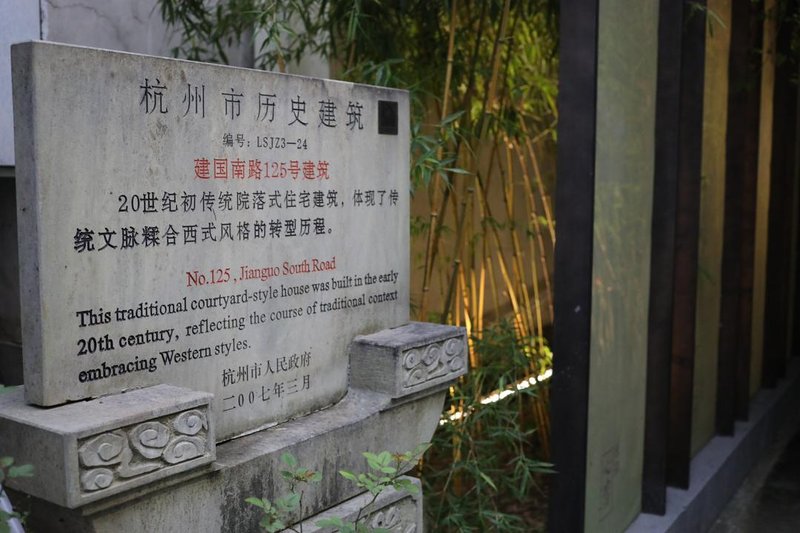 杭州市历史建筑
编号：LSJZ3—24
建国南路125号建筑
20世纪初传统院落式住宅建筑，体现了传
统文脉糅合西式风格的转型历程。
No.125 , Jianguo South Road
This traditional courtyard-style house was built in the early
20th century, reflecting the course of traditional context
embracing Western styles.
杭州市人民政府
二〇〇七年三月